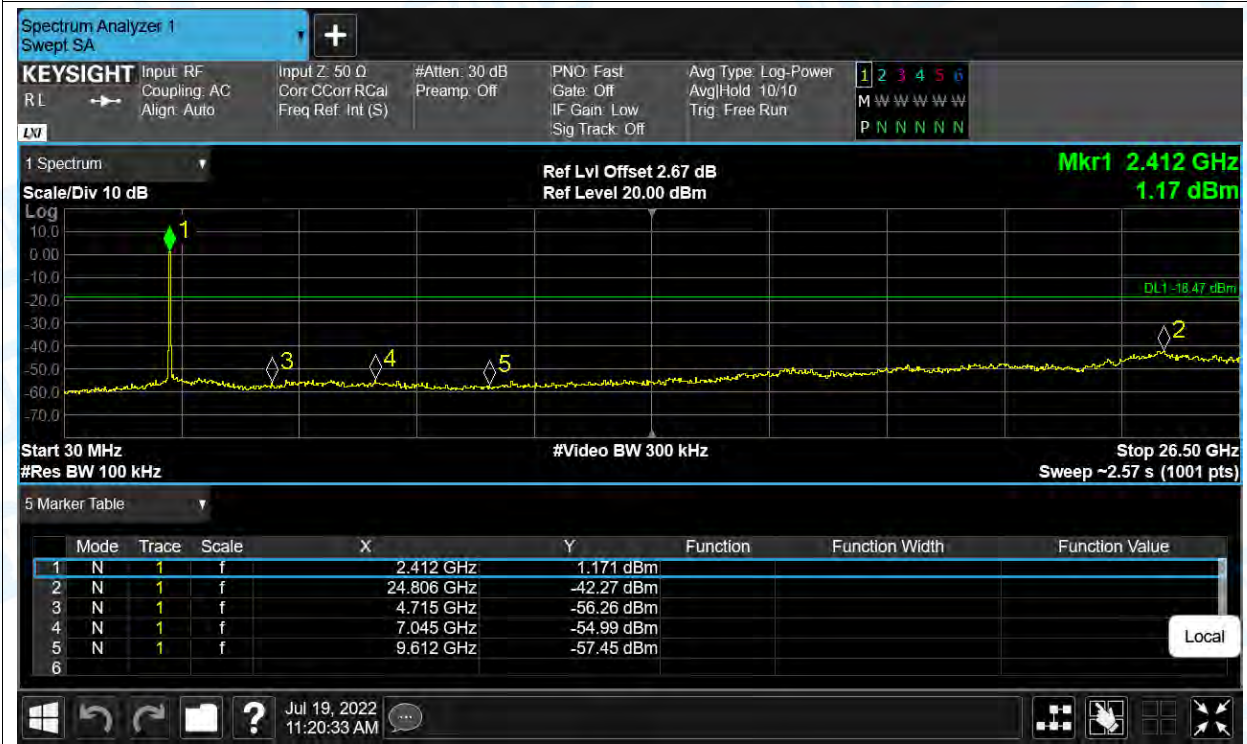 Spectrum Analyzer 1
Swept SA
+
KEYSIGHT Input: RF Input Z: 50 Ω #Atten: 30 dB PNO: Fast Avg Type: Log-Power 1 2 3 4 5 6
RL Coupling: AC Corr CCorr RCal Preamp: Off Gate: Off Avg|Hold: 10/10 M W W W W W
Align: Auto Freq Ref: Int (S) IF Gain: Low Trig: Free Run
LXI Sig Track: Off P N N N N N
1 Spectrum
Ref Lvl Offset 2.67 dB Mkr1 2.412 GHz
Scale/Div 10 dB Ref Level 20.00 dBm 1.17 dBm
Log
10.0
0.00
-10.0
-20.0
-30.0
-40.0
-50.0
-60.0
-70.0
1
DL1 -18.47 dBm
2
3
4
5
Start 30 MHz #Video BW 300 kHz Stop 26.50 GHz
#Res BW 100 kHz Sweep ~2.57 s (1001 pts)
5 Marker Table
Mode Trace Scale X Y Function Function Width Function Value
1 N 1 f 2.412 GHz 1.171 dBm
2 N 1 f 24.806 GHz -42.27 dBm
3 N 1 f 4.715 GHz -56.26 dBm
4 N 1 f 7.045 GHz -54.99 dBm
5 N 1 f 9.612 GHz -57.45 dBm
6
Local
? Jul 19, 2022
11:20:33 AM